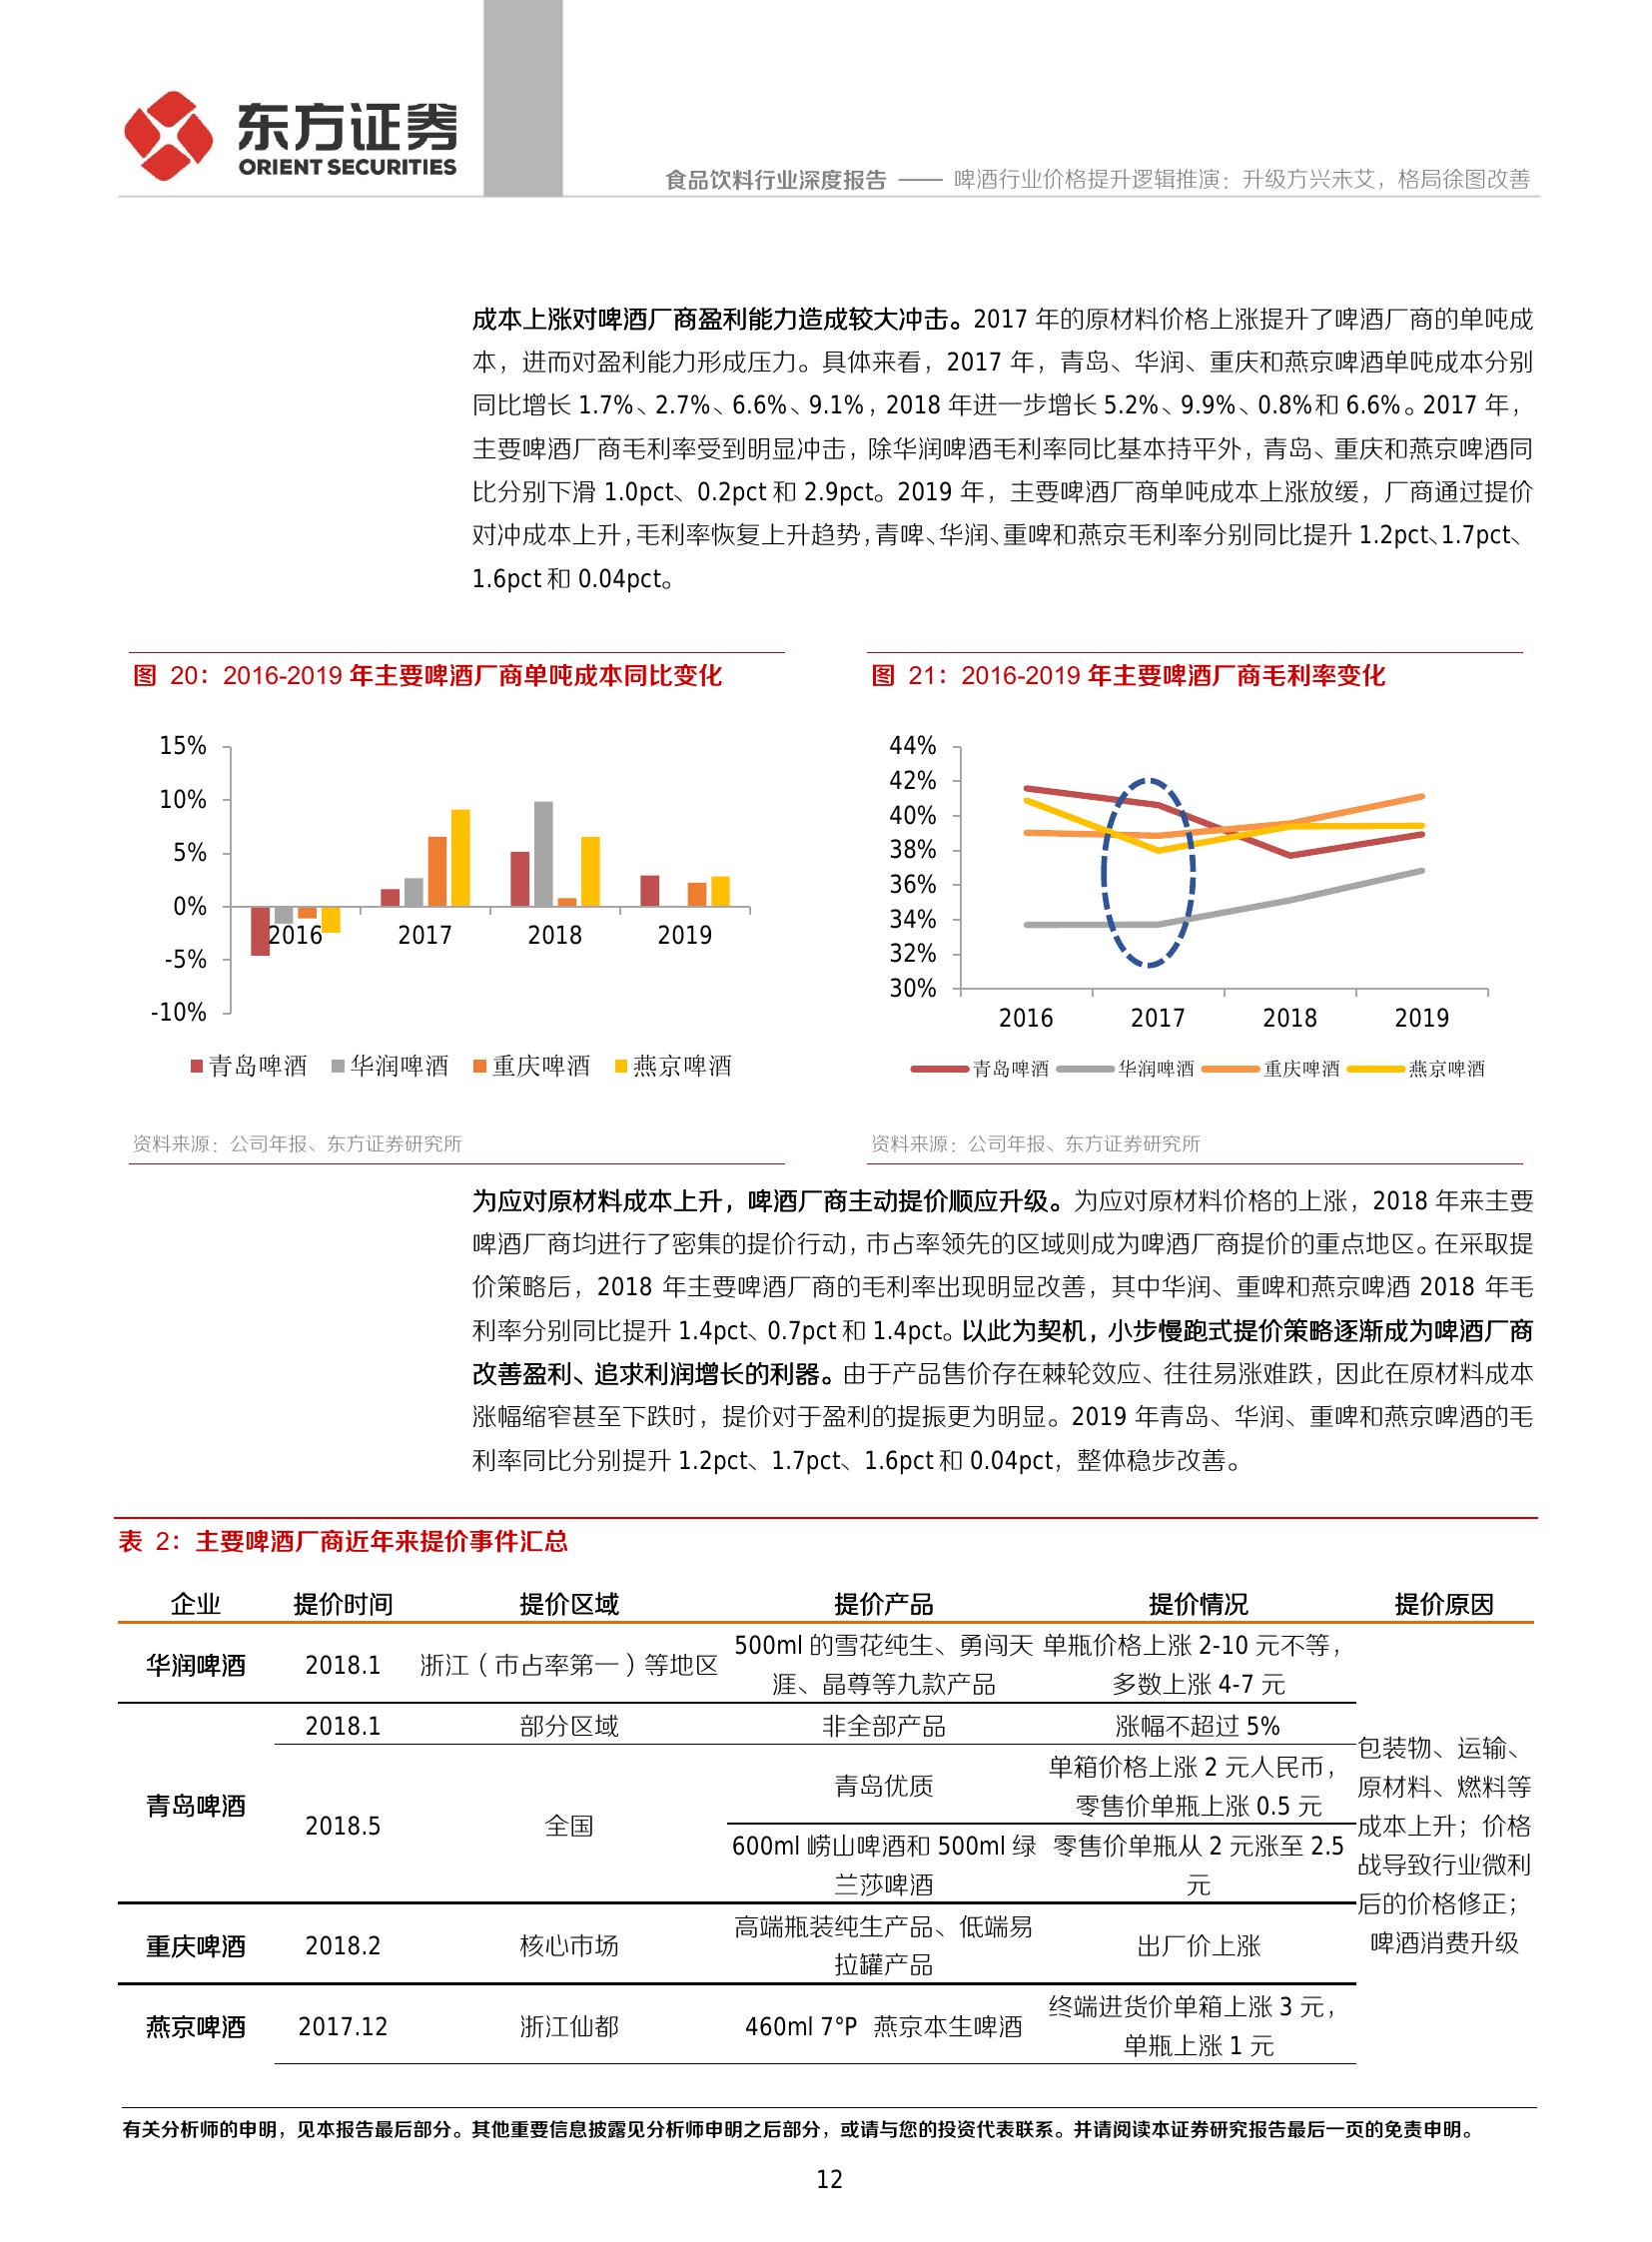 东方证券
ORIENT SECURITIES
食品饮料行业深度报告 —— 啤酒行业价格提升逻辑推演：升级方兴未艾，格局徐图改善
成本上涨对啤酒厂商盈利能力造成较大冲击。2017 年的原材料价格上涨提升了啤酒厂商的单吨成
本，进而对盈利能力形成压力。具体来看，2017 年，青岛、华润、重庆和燕京啤酒单吨成本分别
同比增长 1.7%、2.7%、6.6%、9.1%，2018 年进一步增长 5.2%、9.9%、0.8%和 6.6%。2017 年，
主要啤酒厂商毛利率受到明显冲击，除华润啤酒毛利率同比基本持平外，青岛、重庆和燕京啤酒同
比分别下滑 1.0pct、0.2pct 和 2.9pct。2019 年，主要啤酒厂商单吨成本上涨放缓，厂商通过提价
对冲成本上升，毛利率恢复上升趋势，青啤、华润、重啤和燕京毛利率分别同比提升 1.2pct、1.7pct、
1.6pct 和 0.04pct。
图 20：2016-2019 年主要啤酒厂商单吨成本同比变化
15%
10%
5%
0%
-5%
-10%
2016 2017 2018 2019
青岛啤酒 华润啤酒 重庆啤酒 燕京啤酒
资料来源：公司年报、东方证券研究所
图 21：2016-2019 年主要啤酒厂商毛利率变化
44%
42%
40%
38%
36%
34%
32%
30%
2016 2017 2018 2019
青岛啤酒 华润啤酒 重庆啤酒 燕京啤酒
资料来源：公司年报、东方证券研究所
为应对原材料成本上升，啤酒厂商主动提价顺应升级。为应对原材料价格的上涨，2018 年来主要
啤酒厂商均进行了密集的提价行动，市占率领先的区域则成为啤酒厂商提价的重点地区。在采取提
价策略后，2018 年主要啤酒厂商的毛利率出现明显改善，其中华润、重啤和燕京啤酒 2018 年毛
利率分别同比提升 1.4pct、0.7pct 和 1.4pct。以此为契机，小步慢跑式提价策略逐渐成为啤酒厂商
改善盈利、追求利润增长的利器。由于产品售价存在棘轮效应、往往易涨难跌，因此在原材料成本
涨幅缩窄甚至下跌时，提价对于盈利的提振更为明显。2019 年青岛、华润、重啤和燕京啤酒的毛
利率同比分别提升 1.2pct、1.7pct、1.6pct 和 0.04pct，整体稳步改善。
表 2：主要啤酒厂商近年来提价事件汇总
企业 提价时间 提价区域 提价产品 提价情况 提价原因
华润啤酒 2018.1 浙江（市占率第一）等地区 500ml 的雪花纯生、勇闯天 单瓶价格上涨 2-10 元不等，
涯、晶尊等九款产品 多数上涨 4-7 元
青岛啤酒 2018.1 部分区域 非全部产品 涨幅不超过 5%
2018.5 全国 青岛优质 单箱价格上涨 2 元人民币，
零售价单瓶上涨 0.5 元
600ml 崂山啤酒和 500ml 绿 零售价单瓶从 2 元涨至 2.5
兰莎啤酒 元
重庆啤酒 2018.2 核心市场 高端瓶装纯生产品、低端易 出厂价上涨
拉罐产品
燕京啤酒 2017.12 浙江仙都 460ml 7°P 燕京本生啤酒 终端进货价单箱上涨 3 元，
单瓶上涨 1 元
包装物、运输、
原材料、燃料等
成本上升；价格
战导致行业微利
后的价格修正；
啤酒消费升级
有关分析师的申明，见本报告最后部分。其他重要信息披露见分析师申明之后部分，或请与您的投资代表联系。并请阅读本证券研究报告最后一页的免责申明。
12